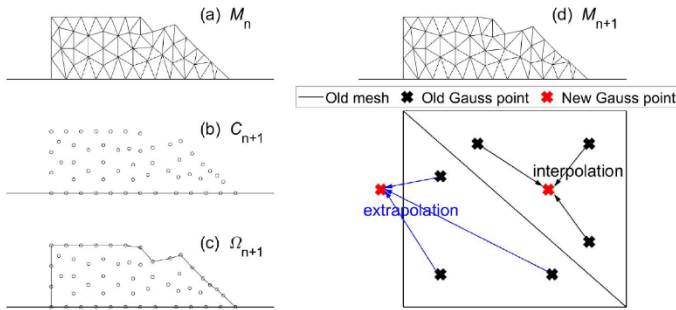 (a) Mn
(d) Mn+1
Old mesh
Old Gauss point
New Gauss point
(b) Cn+1
interpolation
extrapolation
(c) Ωn+1